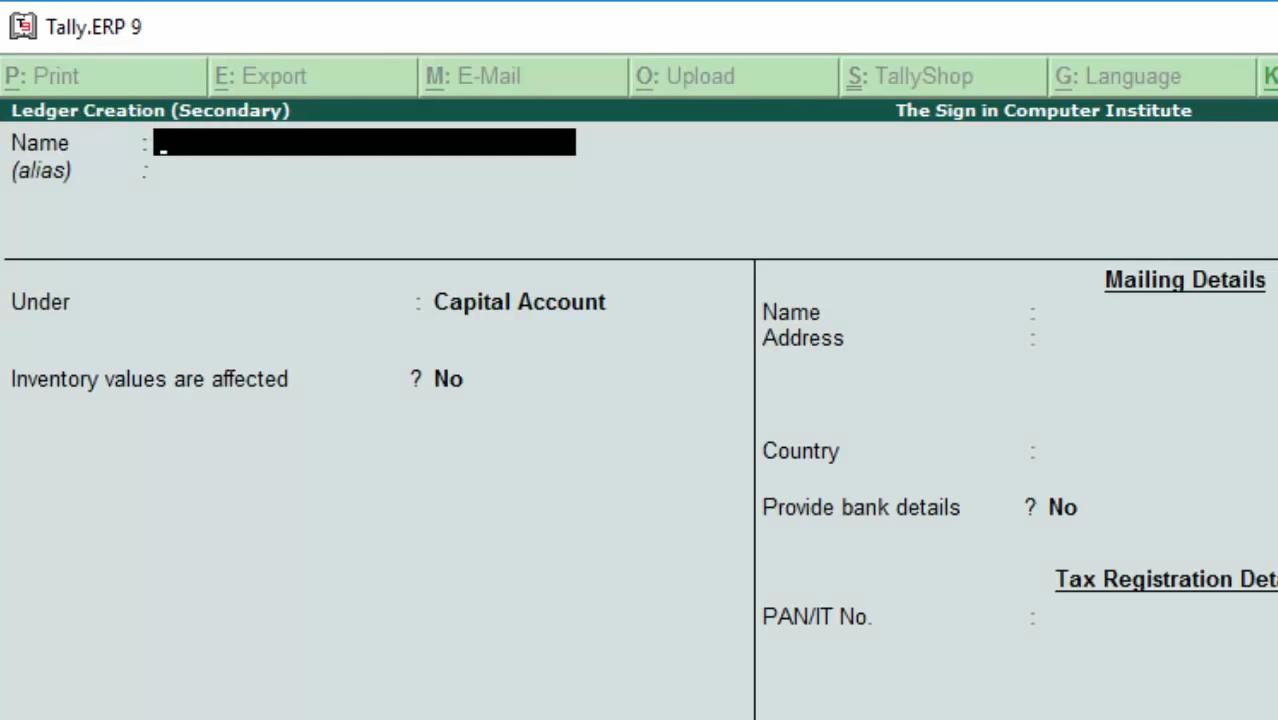 Tally.ERP 9
P: Print E: Export M: E-Mail O: Upload S: TallyShop G: Language K
Ledger Creation (Secondary) The Sign in Computer Institute
Name :
(alias) :
Under : Capital Account
Inventory values are affected ? No
Mailing Details
Name :
Address :
Country :
Provide bank details ? No
Tax Registration Deta
PAN/IT No. :